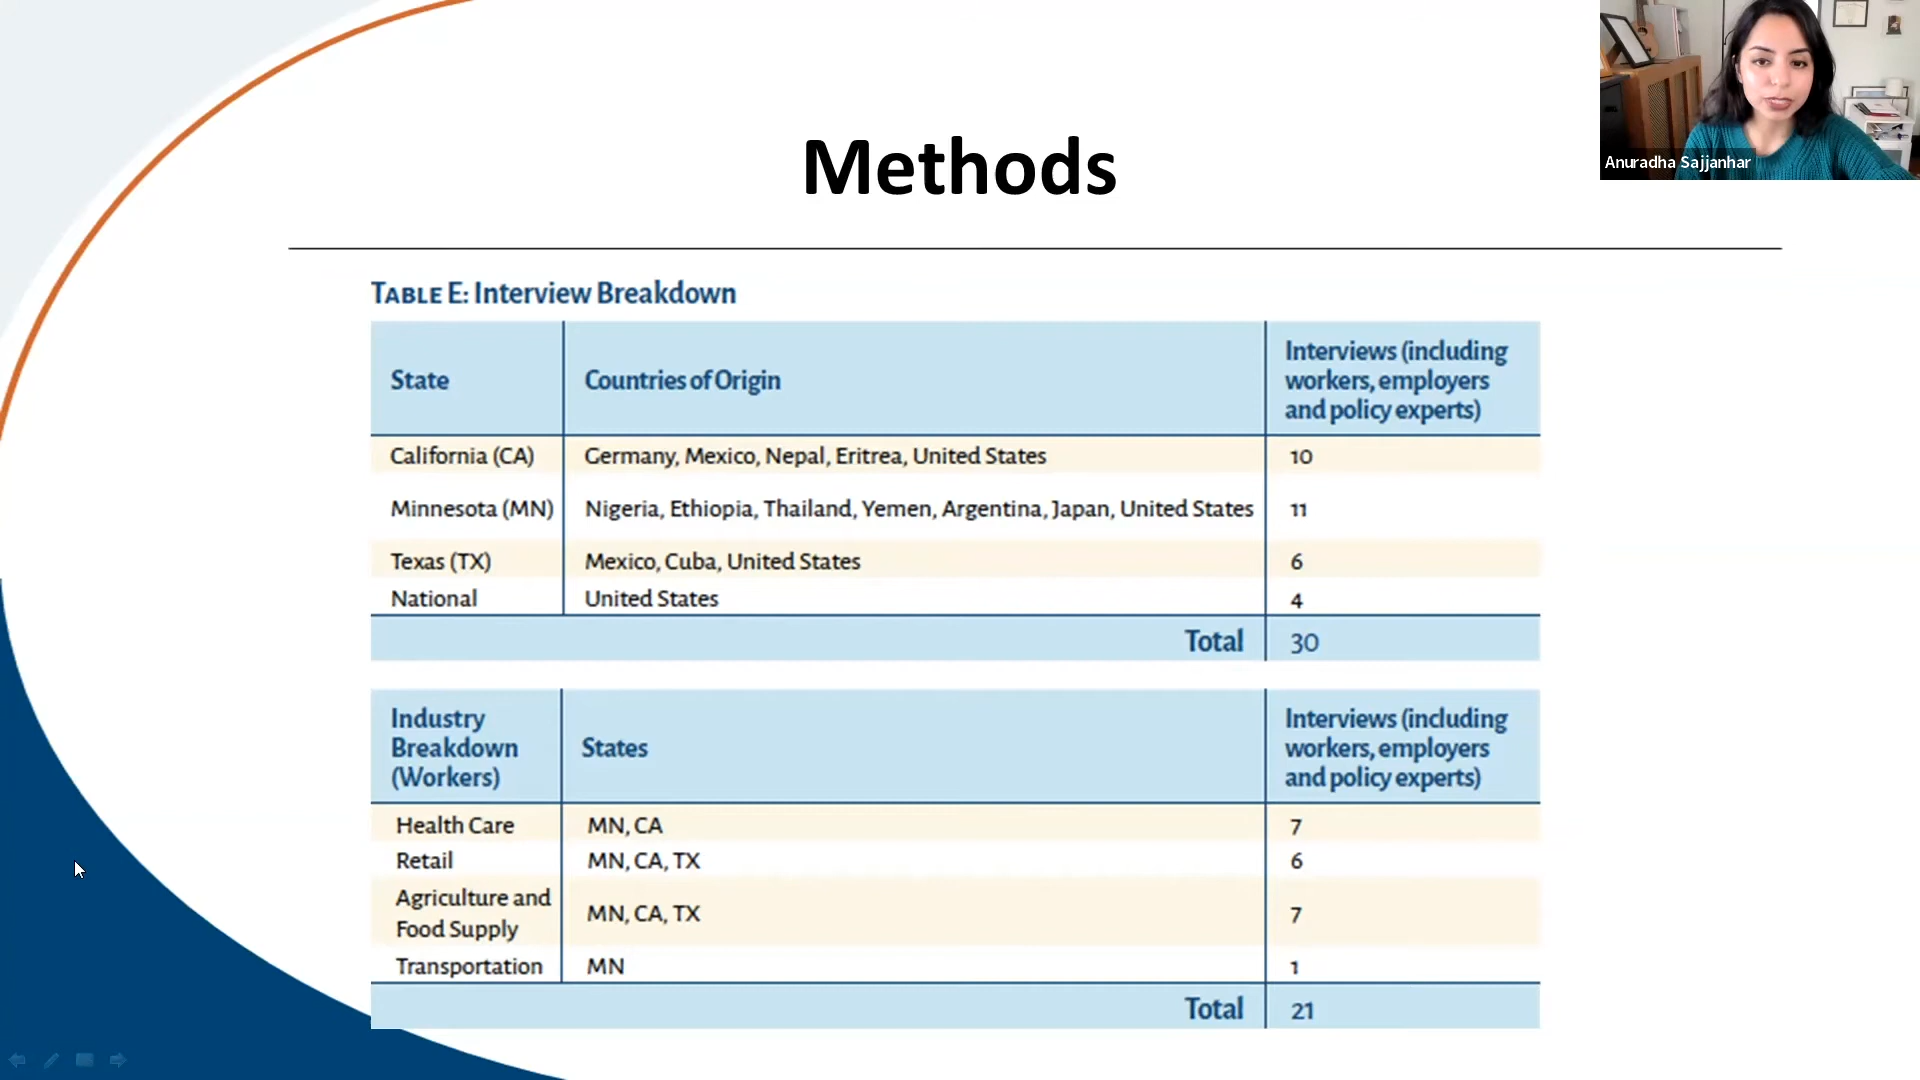 Methods
Anuradha Sajjanhar
TABLE E: Interview Breakdown
State
Countries of Origin
Interviews (including
workers, employers
and policy experts)
California (CA)
Germany, Mexico, Nepal, Eritrea, United States
10
Minnesota (MN)
Nigeria, Ethiopia, Thailand, Yemen, Argentina, Japan, United States
11
Texas (TX)
Mexico, Cuba, United States
6
National
United States
4
Total
30
Industry
Breakdown
(Workers)
States
Interviews (including
workers, employers
and policy experts)
Health Care
MN, CA
7
Retail
MN, CA, TX
6
Agriculture and
Food Supply
MN, CA, TX
7
Transportation
MN
1
Total
21